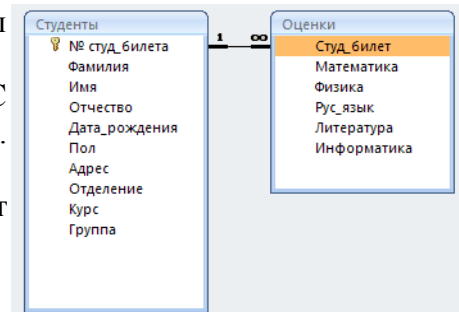 ы
С
.
т
Студенты
№ студ_билета
Фамилия
Имя
Отчество
Дата_рождения
Пол
Адрес
Отделение
Курс
Группа
1 ∞
Оценки
Студ_билет
Математика
Физика
Рус_язык
Литература
Информатика